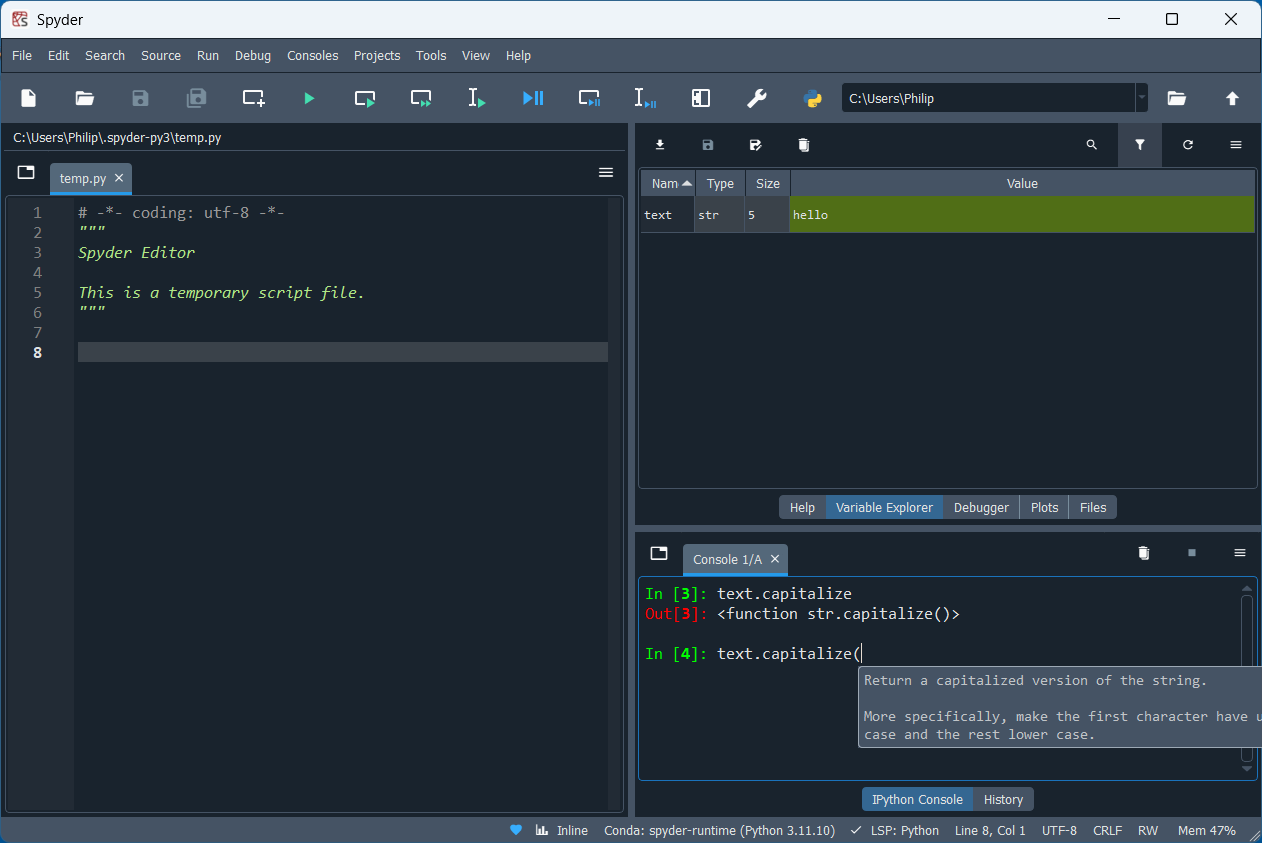 Spyder
File Edit Search Source Run Debug Consoles Projects Tools View Help
C:\Users\Philip
C:\Users\Philip\.spyder-py3\temp.py
temp.py
1 # -*- coding: utf-8 -*-
2 """
3 Spyder Editor
4
5 This is a temporary script file.
6 """
7
8
Nam Type Size Value
text str 5 hello
Help Variable Explorer Debugger Plots Files
Console 1/A
In [3]: text.capitalize
Out[3]: <function str.capitalize()>
In [4]: text.capitalize(
Return a capitalized version of the string.
More specifically, make the first character have u
case and the rest lower case.
IPython Console History
Inline Conda: spyder-runtime (Python 3.11.10) LSP: Python Line 8, Col 1 UTF-8 CRLF RW Mem 47%